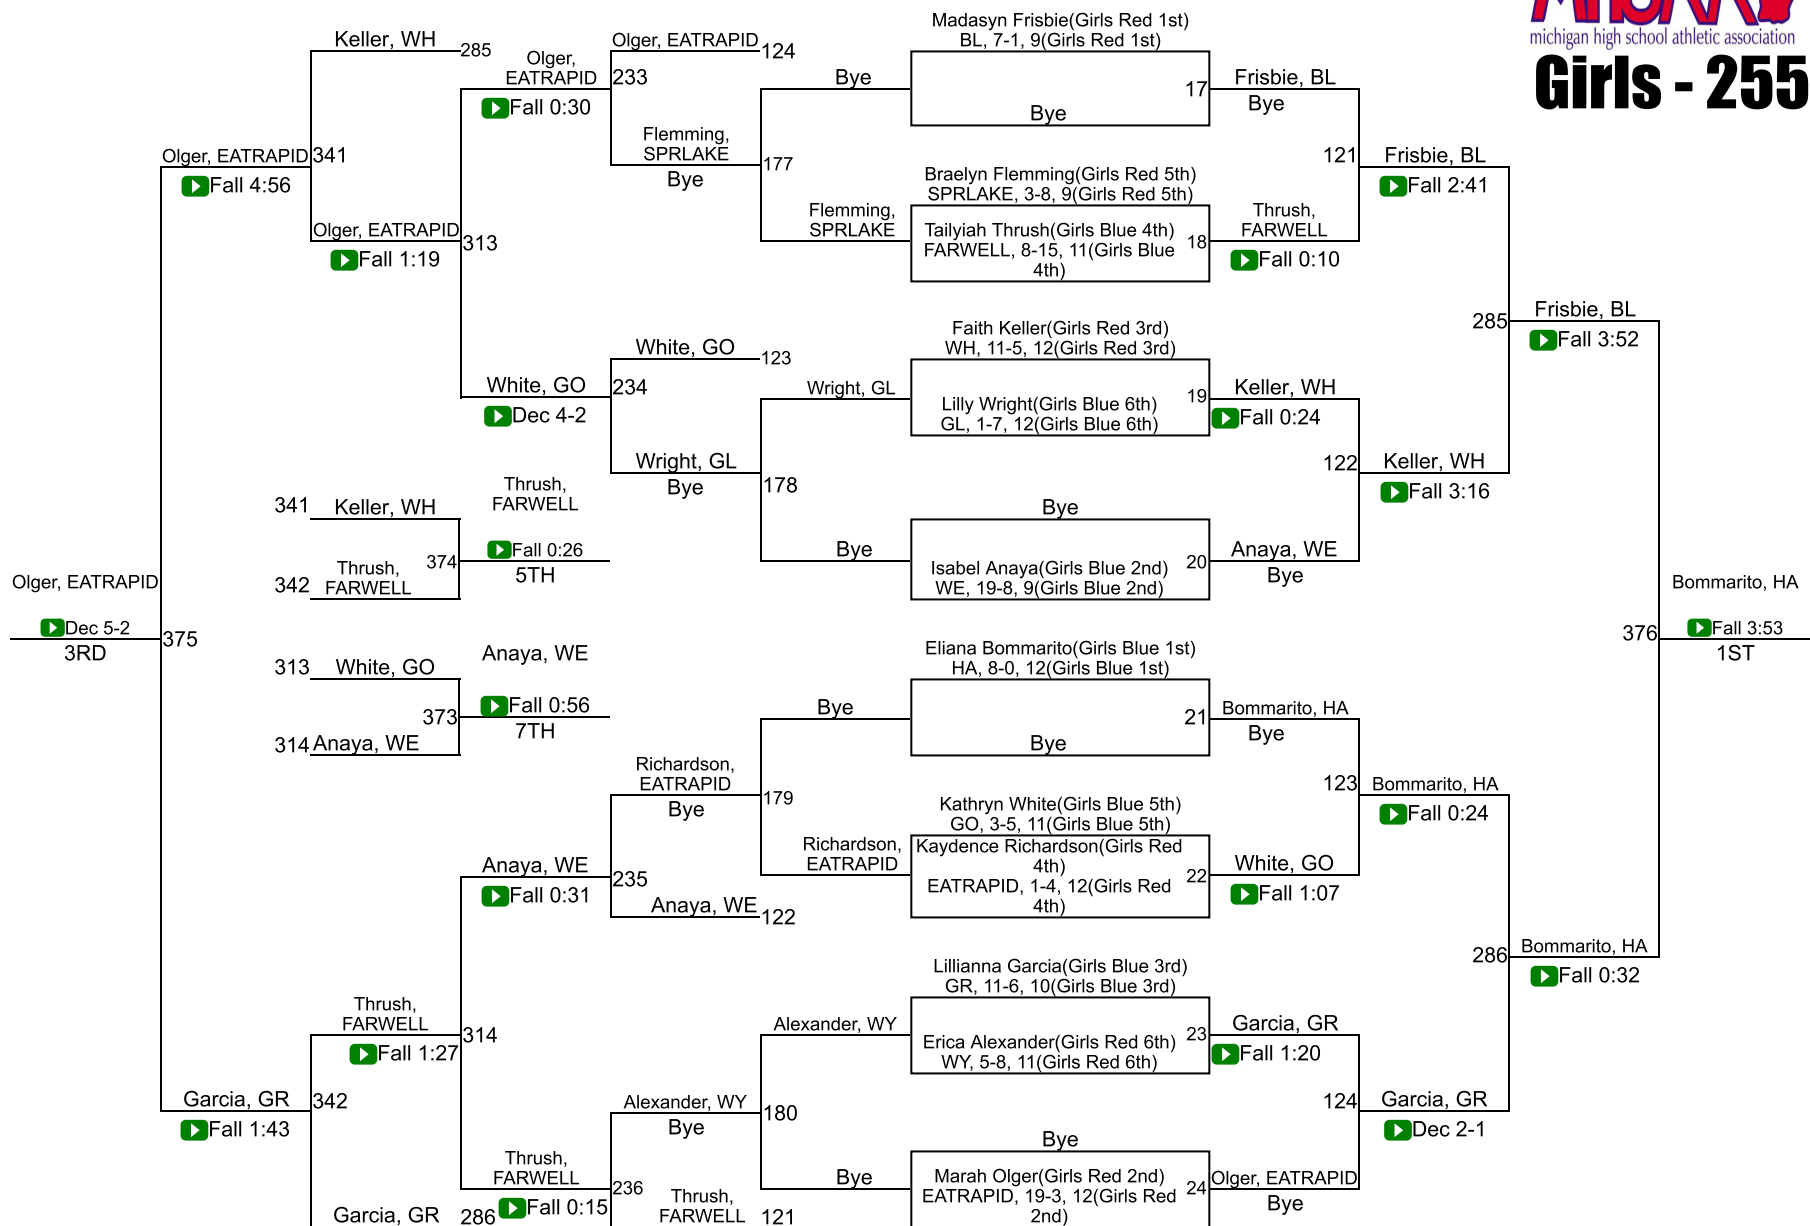 michigan high school athletic association
Girls - 255
Keller, WH
285
Olger, EATRAPID
341
Fall 4:56
Olger, EATRAPID
Fall 1:19
313
Olger,
EATRAPID
Fall 0:30
233
Olger, EATRAPID
124
Flemming,
SPRLAKE
Bye
177
Bye
Flemming,
SPRLAKE
Madasyn Frisbie(Girls Red 1st)
BL, 7-1, 9(Girls Red 1st)
17
Bye
Frisbie, BL
Bye
Braelyn Flemming(Girls Red 5th)
SPRLAKE, 3-8, 9(Girls Red 5th)
Tailyiah Thrush(Girls Blue 4th)
FARWELL, 8-15, 11(Girls Blue
4th)
18
Thrush,
FARWELL
Fall 0:10
121
Frisbie, BL
Fall 2:41
White, GO
Dec 4-2
234
White, GO
123
Wright, GL
Bye
178
Wright, GL
Bye
Faith Keller(Girls Red 3rd)
WH, 11-5, 12(Girls Red 3rd)
Lilly Wright(Girls Blue 6th)
GL, 1-7, 12(Girls Blue 6th)
19
Keller, WH
Fall 0:24
Bye
Isabel Anaya(Girls Blue 2nd)
WE, 19-8, 9(Girls Blue 2nd)
20
Anaya, WE
Bye
122
Keller, WH
Fall 3:16
285
Frisbie, BL
Fall 3:52
341
Keller, WH
342
Thrush,
FARWELL
374
Thrush,
FARWELL
Fall 0:26
5TH
Olger, EATRAPID
Dec 5-2
3RD
375
313
White, GO
314
Anaya, WE
373
Anaya, WE
Fall 0:56
7TH
376
Bommarito, HA
Fall 3:53
1ST
Eliana Bommarito(Girls Blue 1st)
HA, 8-0, 12(Girls Blue 1st)
21
Bye
Bommarito, HA
Bye
Bye
Richardson,
EATRAPID
Bye
179
Richardson,
EATRAPID
Kathryn White(Girls Blue 5th)
GO, 3-5, 11(Girls Blue 5th)
Kaydence Richardson(Girls Red
4th)
EATRAPID, 1-4, 12(Girls Red
4th)
22
White, GO
Fall 1:07
123
Bommarito, HA
Fall 0:24
Anaya, WE
Fall 0:31
235
Anaya, WE
122
Lillianna Garcia(Girls Blue 3rd)
GR, 11-6, 10(Girls Blue 3rd)
Erica Alexander(Girls Red 6th)
WY, 5-8, 11(Girls Red 6th)
23
Garcia, GR
Fall 1:20
286
Bommarito, HA
Fall 0:32
Thrush,
FARWELL
Fall 1:27
314
Alexander, WY
Alexander, WY
Bye
180
Bye
Garcia, GR
Fall 1:43
342
Bye
Marah Olger(Girls Red 2nd)
EATRAPID, 19-3, 12(Girls Red
2nd)
24
Olger, EATRAPID
Bye
124
Garcia, GR
Dec 2-1
Thrush,
FARWELL
Fall 0:15
236
Thrush,
FARWELL
121
Garcia, GR
286